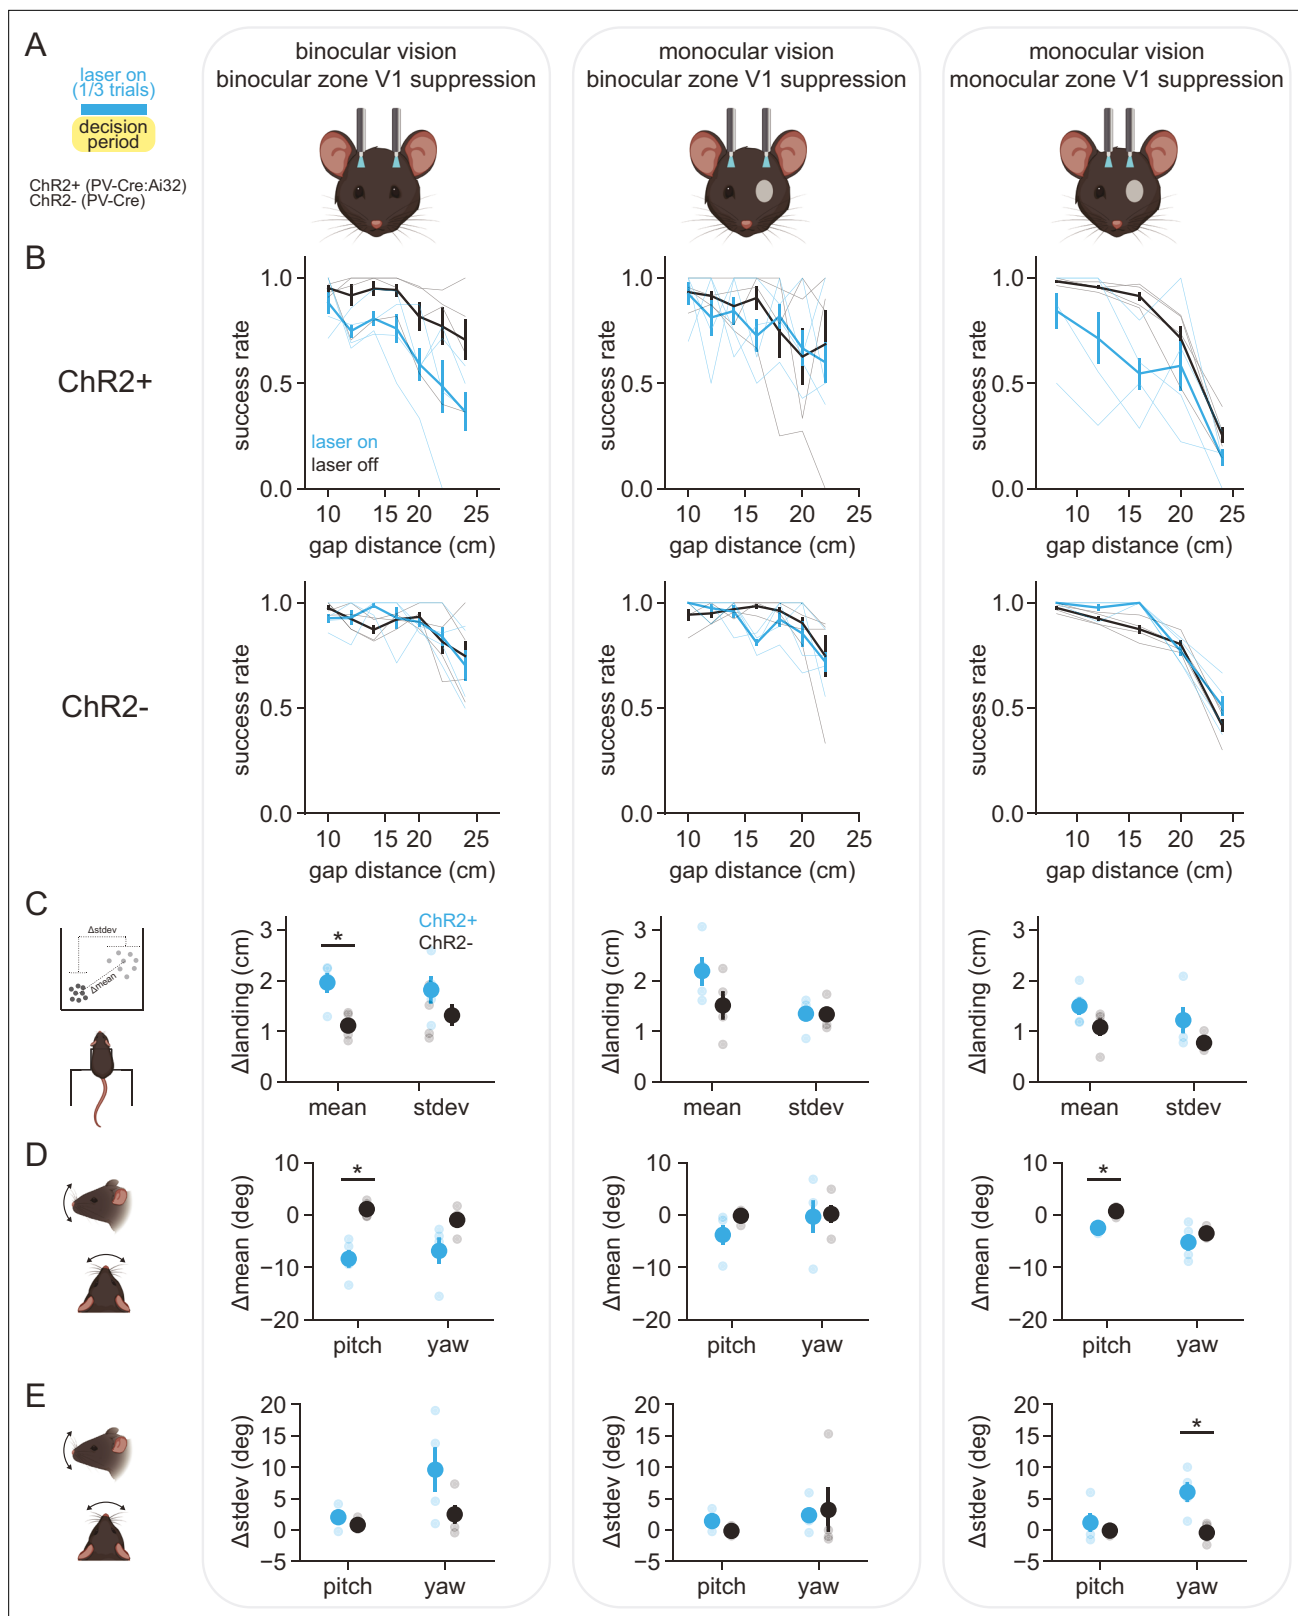 A
laser on
(1/3 trials)
decision
period
ChR2+ (PV-Cre:Ai32)
ChR2- (PV-Cre)
binocular vision
binocular zone V1 suppression
monocular vision
binocular zone V1 suppression
monocular vision
monocular zone V1 suppression
B
ChR2+
success rate
1.0
0.5
0.0
laser on
laser off
10 15 20 25
gap distance (cm)
success rate
1.0
0.5
0.0
10 15 20 25
gap distance (cm)
success rate
1.0
0.5
0.0
10 15 20 25
gap distance (cm)
ChR2-
success rate
1.0
0.5
0.0
10 15 20 25
gap distance (cm)
success rate
1.0
0.5
0.0
10 15 20 25
gap distance (cm)
success rate
1.0
0.5
0.0
10 15 20 25
gap distance (cm)
C
Δstdev
Δmean
Δlanding (cm)
3
2
1
0
*
ChR2+
ChR2-
mean stdev
Δlanding (cm)
3
2
1
0
mean stdev
Δlanding (cm)
3
2
1
0
mean stdev
D
Δmean (deg)
10
0
−10
−20
*
pitch yaw
Δmean (deg)
10
0
−10
−20
pitch yaw
Δmean (deg)
10
0
−10
−20
*
pitch yaw
E
Δstdev (deg)
20
15
10
5
0
−5
pitch yaw
Δstdev (deg)
20
15
10
5
0
−5
pitch yaw
Δstdev (deg)
20
15
10
5
0
−5
*
pitch yaw